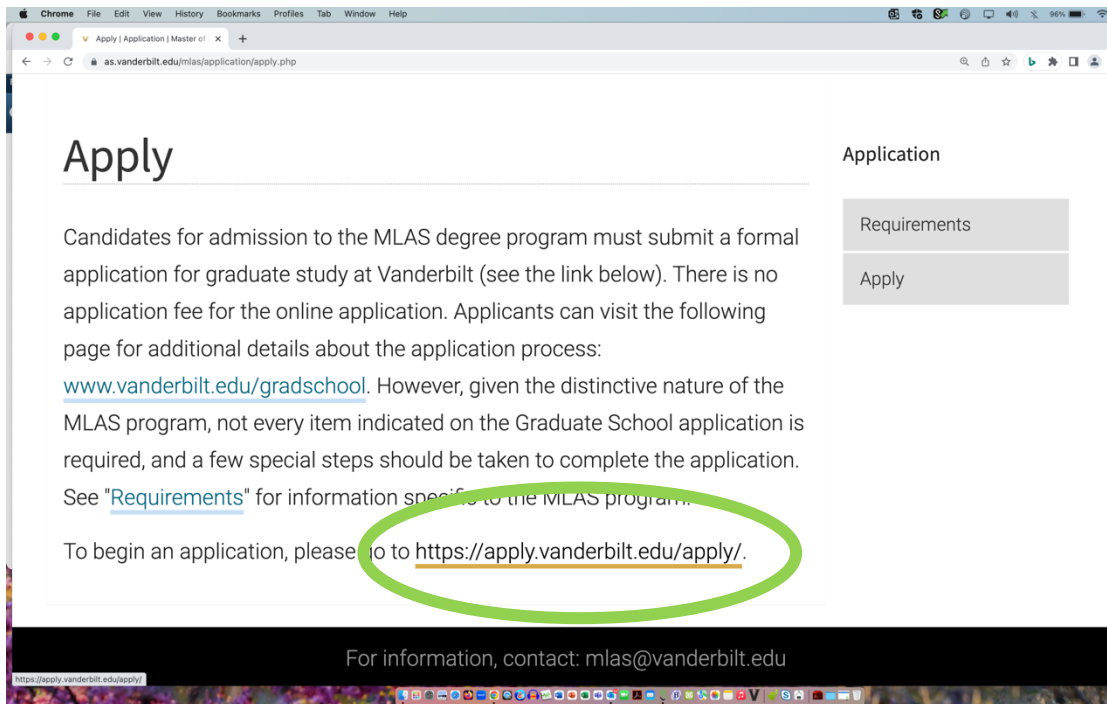 Chrome File Edit View History Bookmarks Profiles Tab Window Help
96%
Apply | Application | Master of
as.vanderbilt.edu/mlas/application/apply.php
Apply
Candidates for admission to the MLAS degree program must submit a formal
application for graduate study at Vanderbilt (see the link below). There is no
application fee for the online application. Applicants can visit the following
page for additional details about the application process:
www.vanderbilt.edu/gradschool. However, given the distinctive nature of the
MLAS program, not every item indicated on the Graduate School application is
required, and a few special steps should be taken to complete the application.
See "Requirements" for information specific to the MLAS program.
To begin an application, please go to https://apply.vanderbilt.edu/apply/.
Application
Requirements
Apply
For information, contact: mlas@vanderbilt.edu
https://apply.vanderbilt.edu/apply/